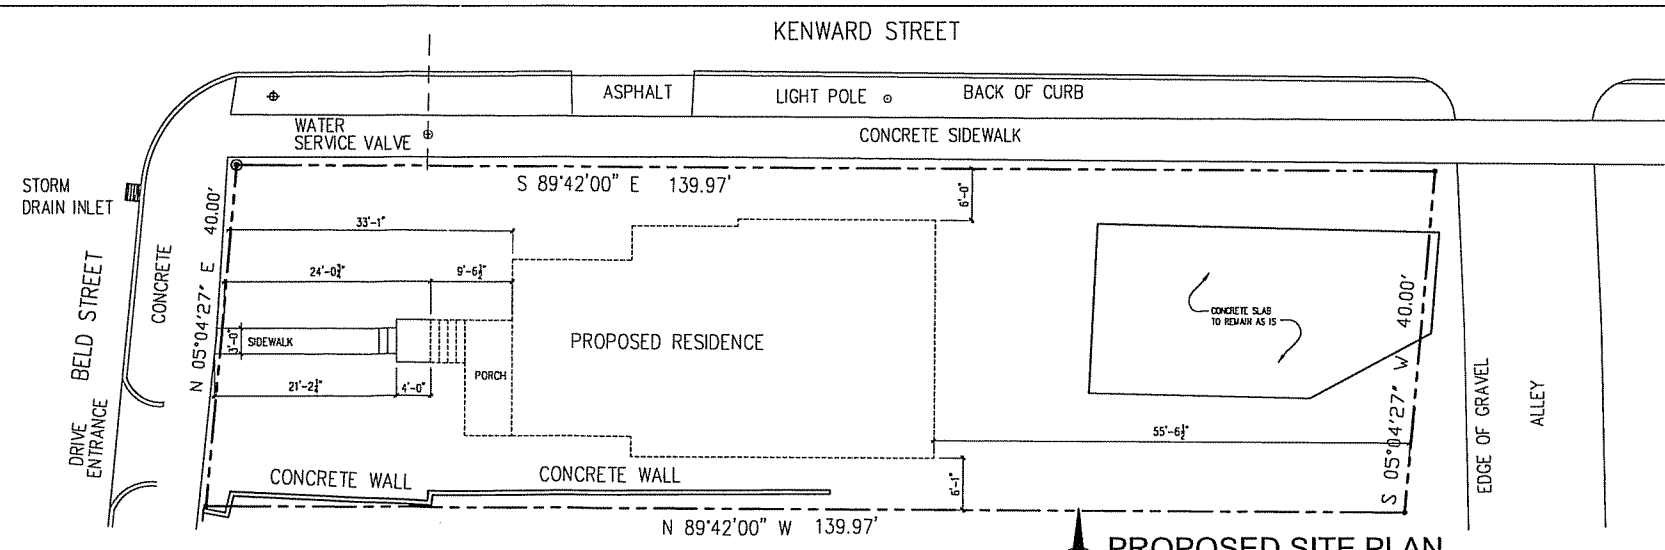 KENWARD STREET
ASPHALT
LIGHT POLE
BACK OF CURB
WATER
SERVICE VALVE
CONCRETE SIDEWALK
STORM
DRAIN INLET
S 89°42'00" E 139.97'
6'-0"
N 05°04'27" E 40.00'
33'-1"
24'-0¾"
9'-6½"
BELD STREET
CONCRETE
CONCRETE SLAB
TO REMAIN AS IS
3'-0"
SIDEWALK
PROPOSED RESIDENCE
PORCH
21'-2¾"
4'-0"
S 05°04'27" W 40.00'
EDGE OF GRAVEL
ALLEY
DRIVE
ENTRANCE
55'-6½"
CONCRETE WALL
CONCRETE WALL
6'-1"
N 89°42'00" W 139.97'
PROPOSED SITE PLAN